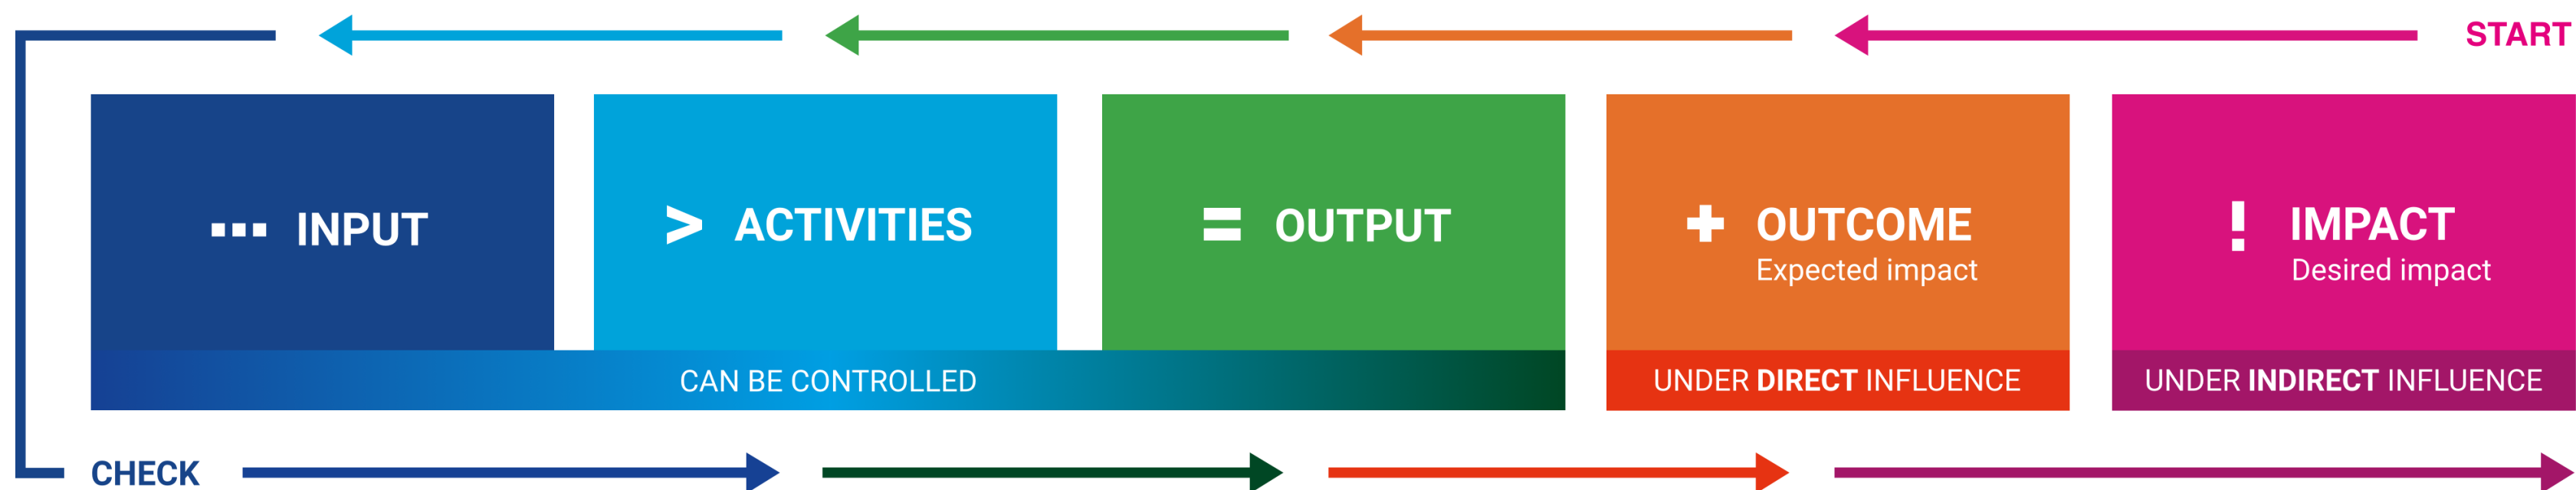 START
... INPUT
> ACTIVITIES
= OUTPUT
+ OUTCOME
Expected impact
! IMPACT
Desired impact
CAN BE CONTROLLED
UNDER DIRECT INFLUENCE
UNDER INDIRECT INFLUENCE
CHECK